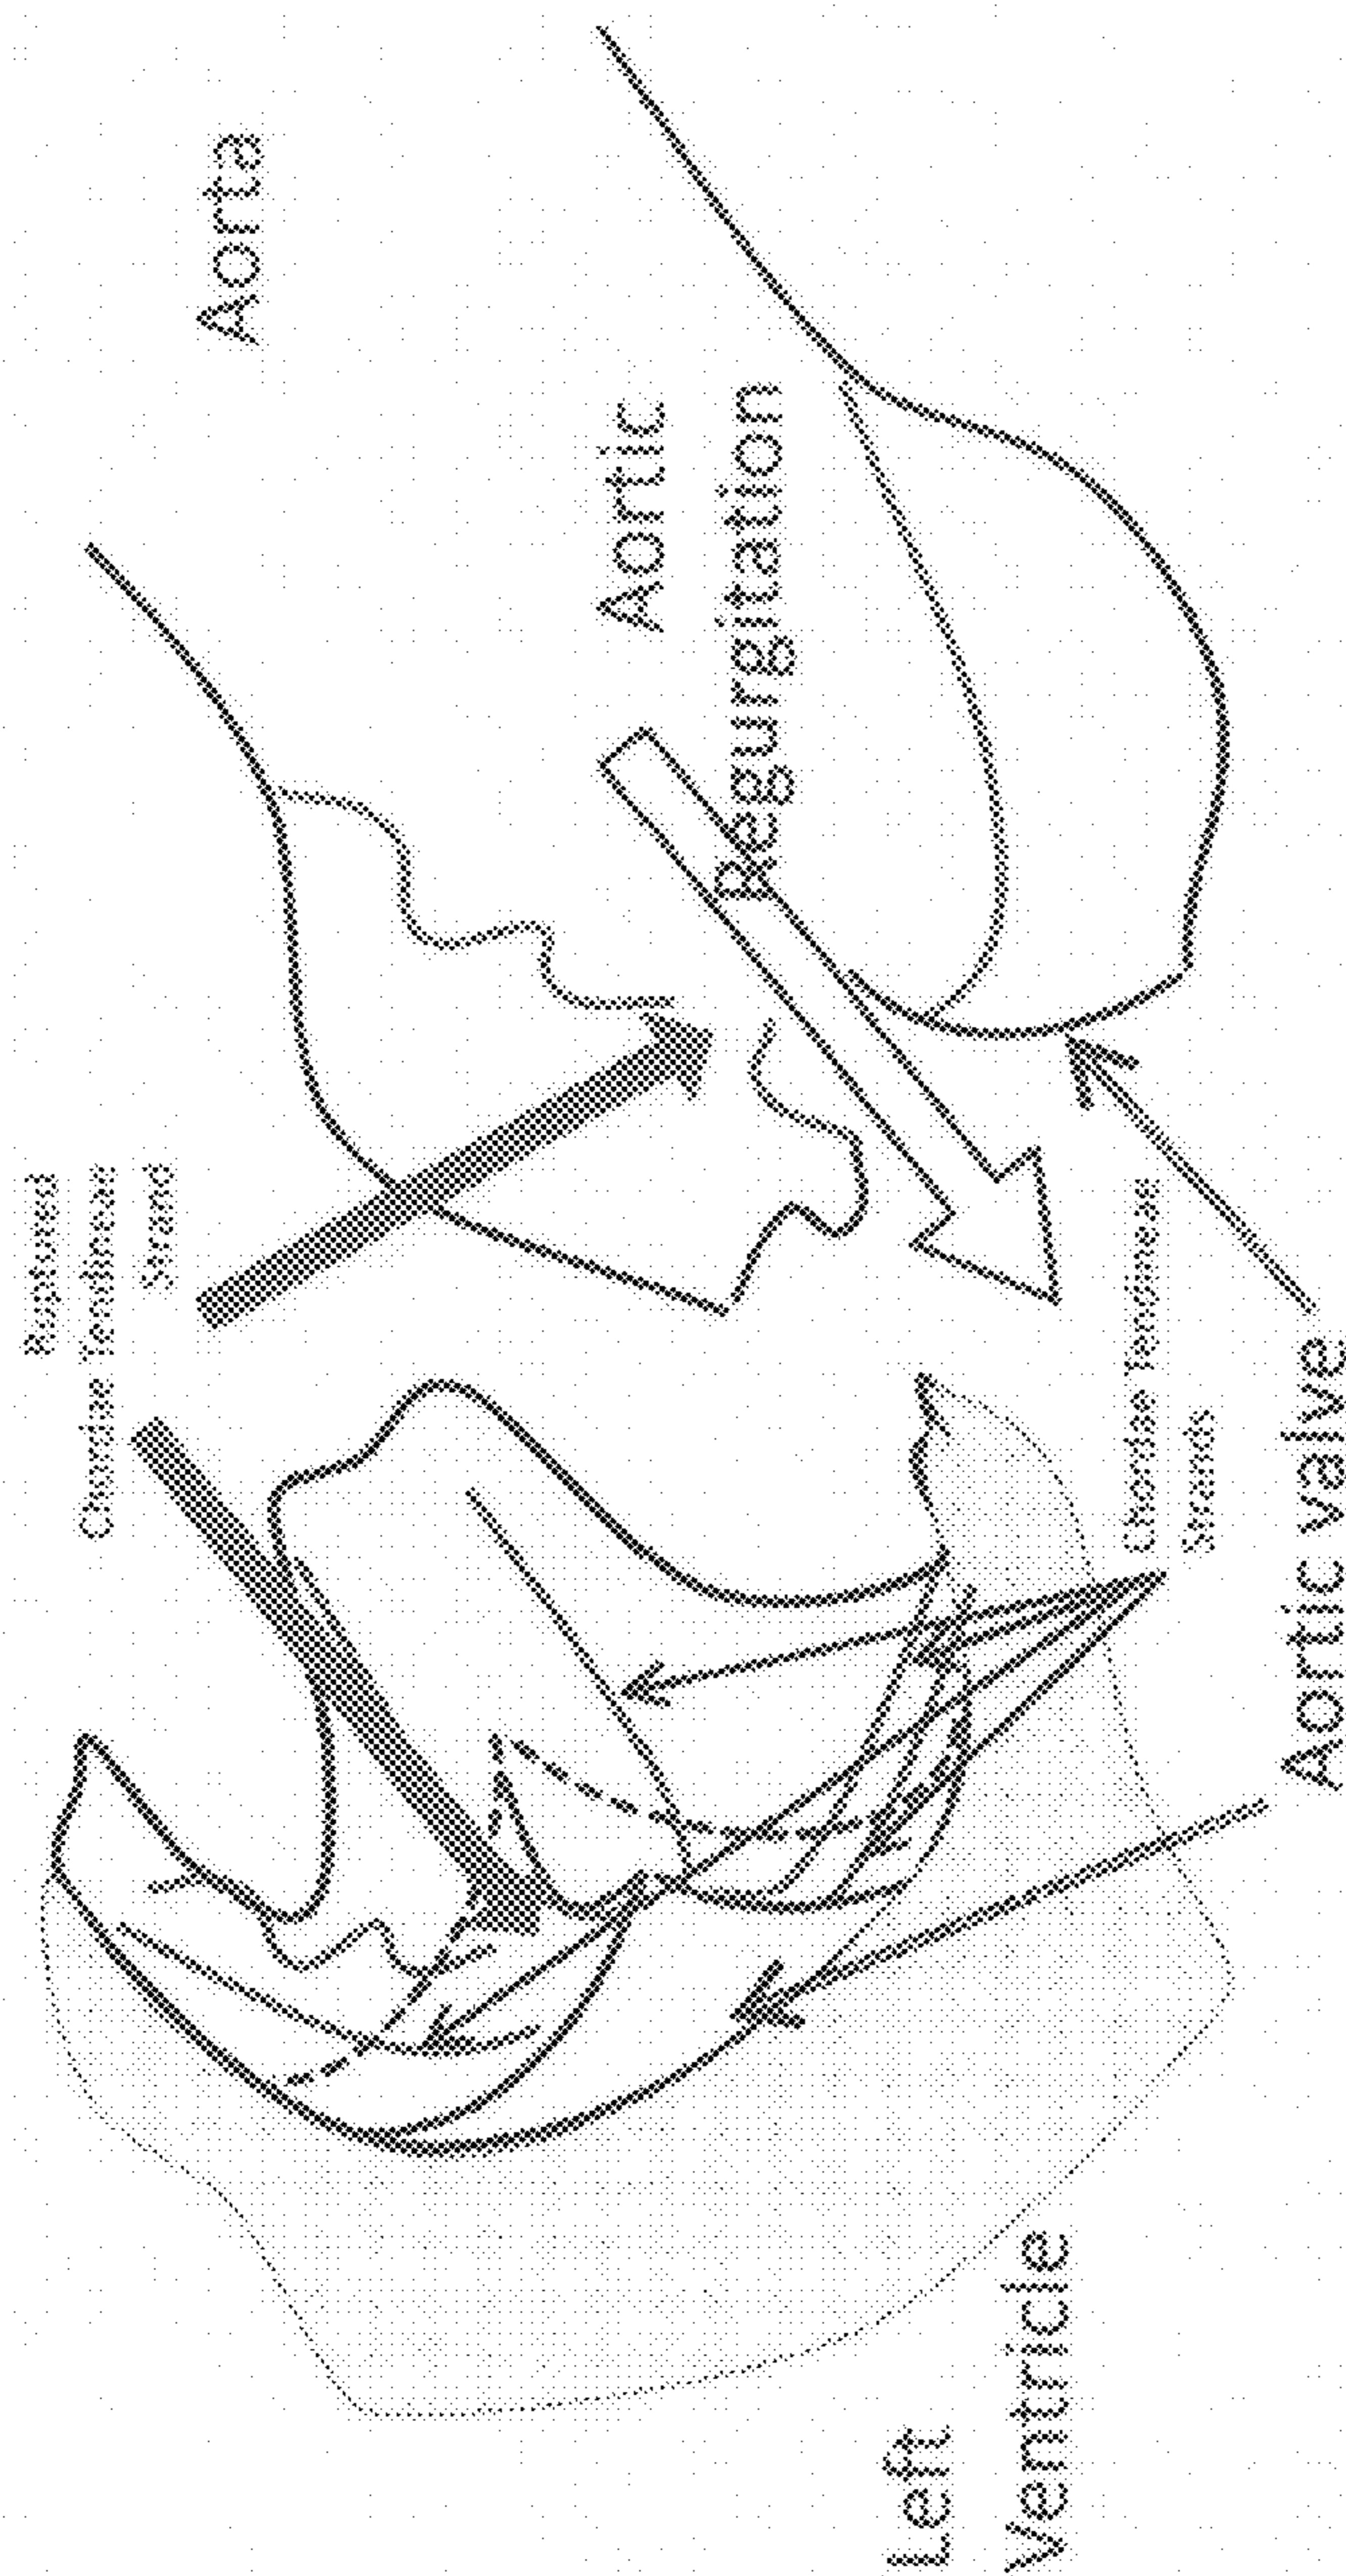 Ruptured
Chordae Tendineae
Strand
Aorta
Aortic
Regurgitation
Chordae Tendineae
Strands
Aortic valve
Left
Ventricle